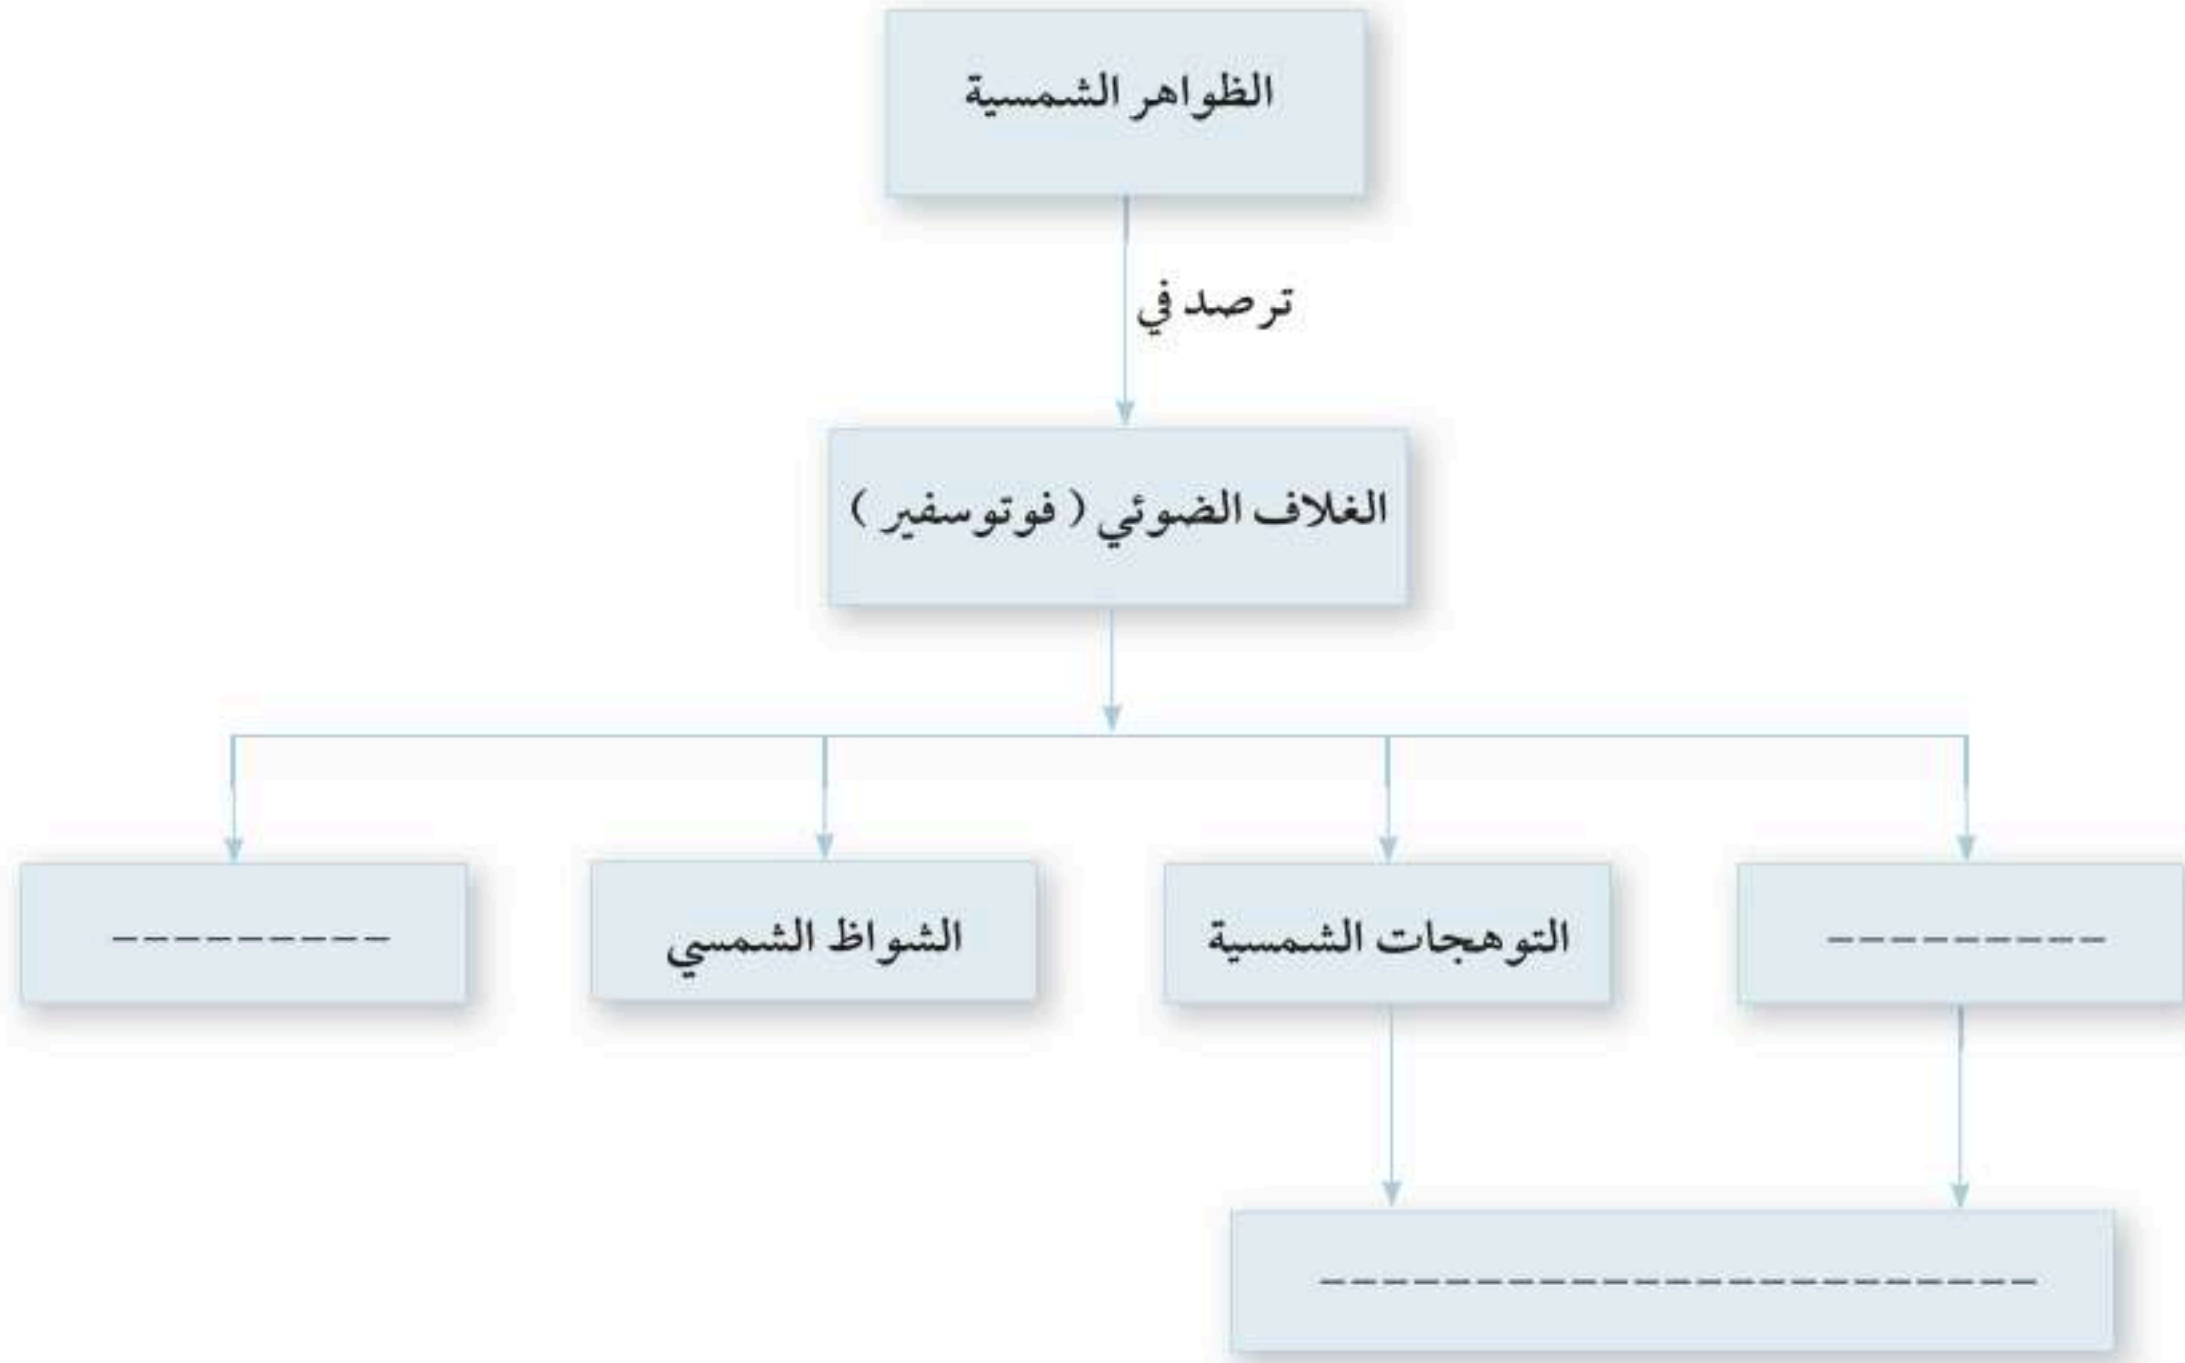 الظواهر الشمسية
ترصد في
الغلاف الضوئي ( فوتوسفير )
---------
التوهجات الشمسية
الشواظ الشمسي
---------
-----------------------